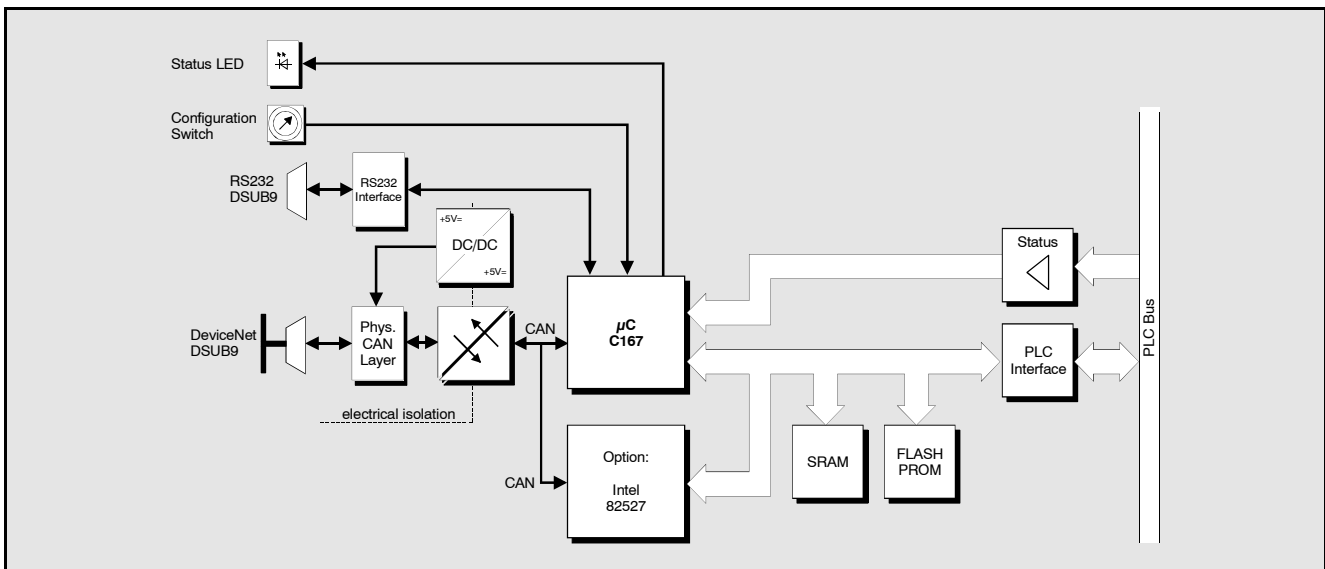 Status LED
Configuration
Switch
RS232
DSUB9
RS232
Interface
+5V=
DC/DC
+5V=
DeviceNet
DSUB9
Phys.
CAN
Layer
CAN
µC
C167
electrical isolation
CAN
Option:
Intel
82527
SRAM
FLASH
PROM
Status
PLC
Interface
PLC Bus